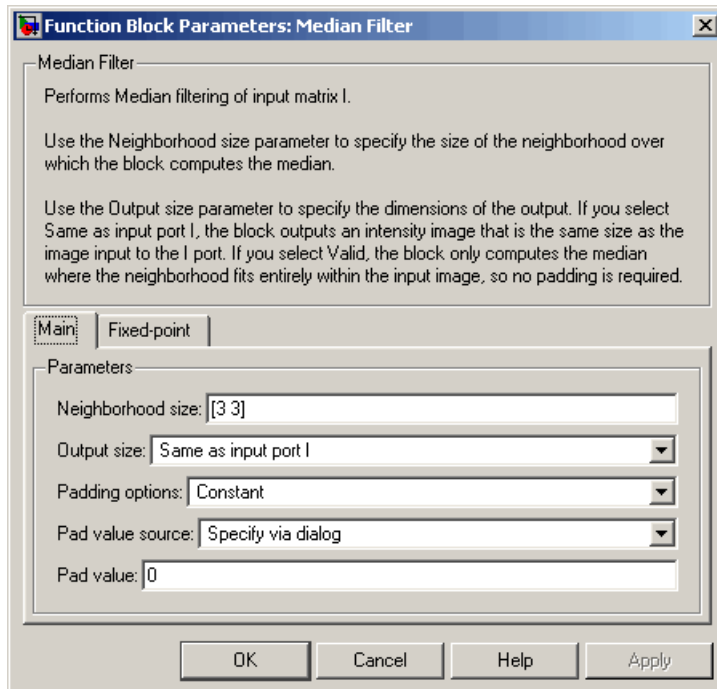 Function Block Parameters: Median Filter
Median Filter
Performs Median filtering of input matrix I.
Use the Neighborhood size parameter to specify the size of the neighborhood over
which the block computes the median.
Use the Output size parameter to specify the dimensions of the output. If you select
Same as input port I, the block outputs an intensity image that is the same size as the
image input to the I port. If you select Valid, the block only computes the median
where the neighborhood fits entirely within the input image, so no padding is required.
Main Fixed-point
Parameters
Neighborhood size: [3 3]
Output size: Same as input port I
Padding options: Constant
Pad value source: Specify via dialog
Pad value: 0
OK Cancel Help Apply